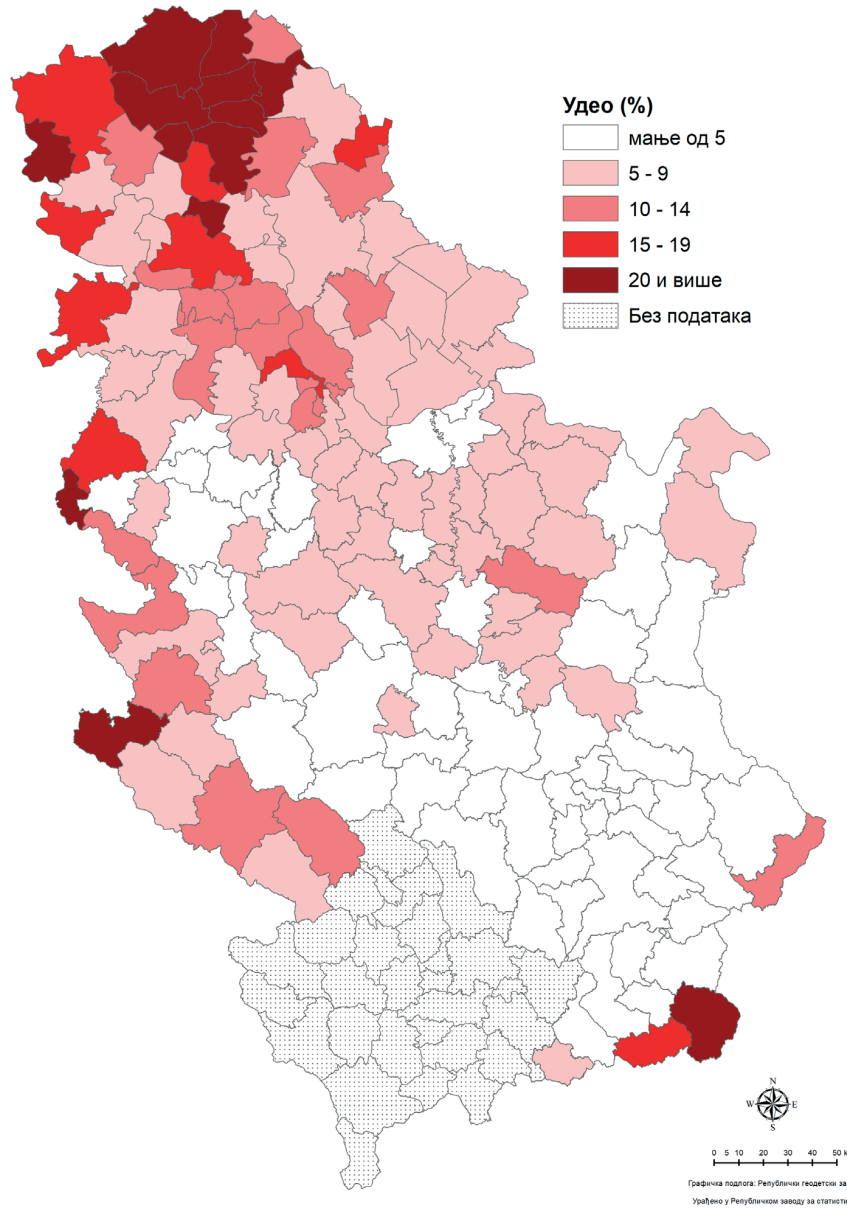 Удео (%)
мање од 5
5 - 9
10 - 14
15 - 19
20 и више
Без података
N
W E
S
0 5 10 20 30 40 50 k
Графичка подлога: Републички геодетски за
Урађено у Републичком заводу за статисти